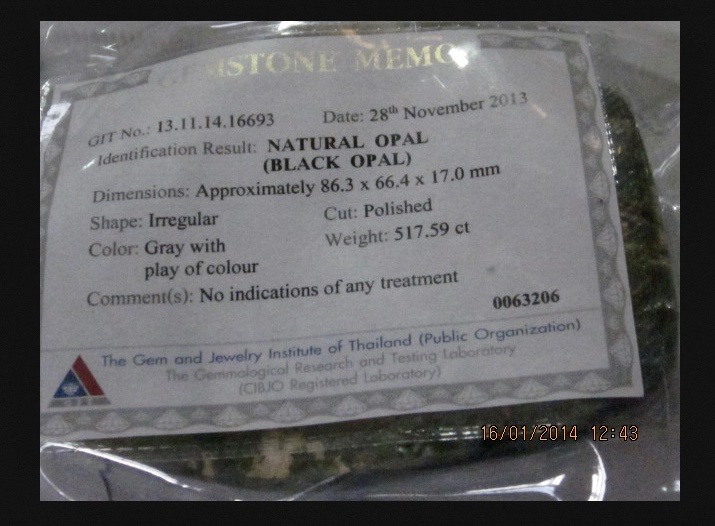 GEMSTONE MEMO
GIT No.: 13.11.14.16693 Date: 28th November 2013
Identification Result: NATURAL OPAL
(BLACK OPAL)
Dimensions: Approximately 86.3 x 66.4 x 17.0 mm
Shape: Irregular Cut: Polished
Color: Gray with Weight: 517.59 ct
play of colour
Comment(s): No indications of any treatment
0063206
The Gem and Jewelry Institute of Thailand (Public Organization)
The Gemmological Research and Testing Laboratory
(CIBJO Registered Laboratory)
16/01/2014 12:43